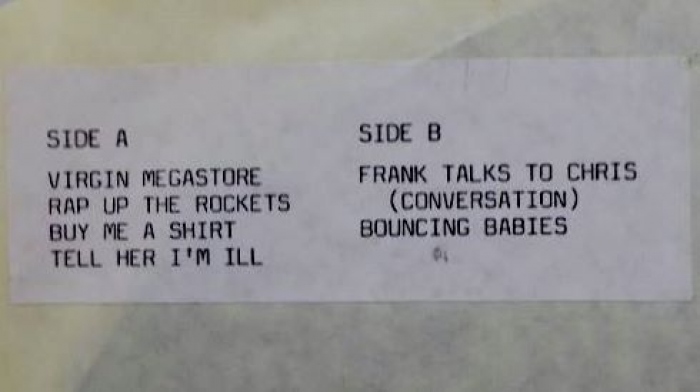 SIDE A
VIRGIN MEGASTORE
RAP UP THE ROCKETS
BUY ME A SHIRT
TELL HER I'M ILL
SIDE B
FRANK TALKS TO CHRIS
(CONVERSATION)
BOUNCING BABIES